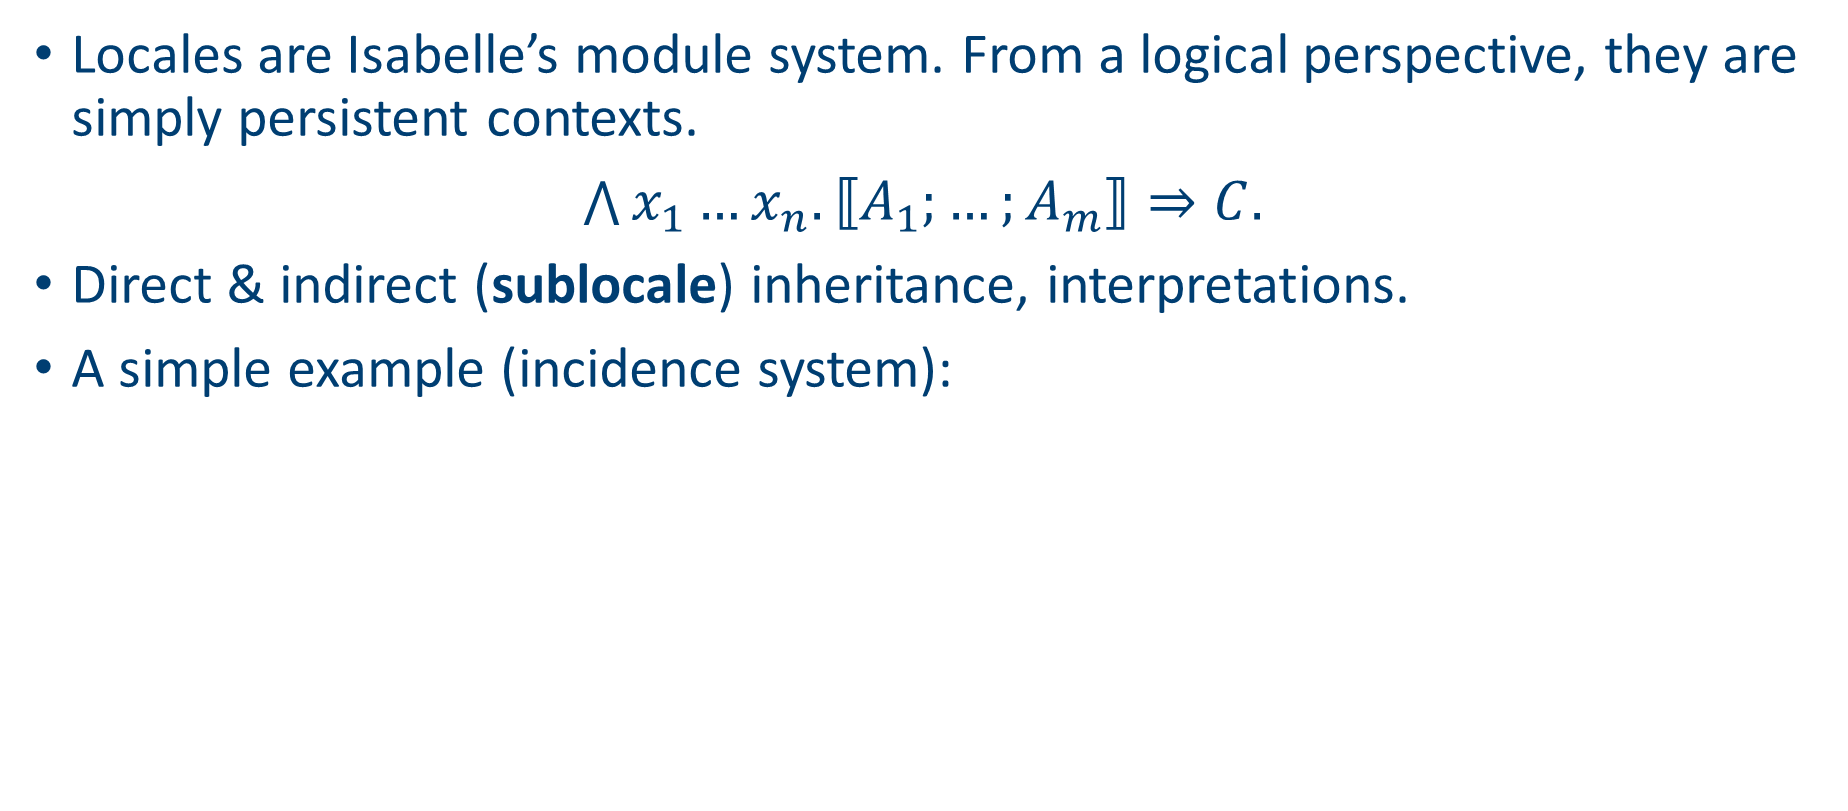 • Locales are Isabelle’s module system. From a logical perspective, they are
simply persistent contexts.
⋀ x₁ … xₙ. ⟦A₁; … ; Aₘ⟧ ⇒ C.
• Direct & indirect (sublocale) inheritance, interpretations.
• A simple example (incidence system):